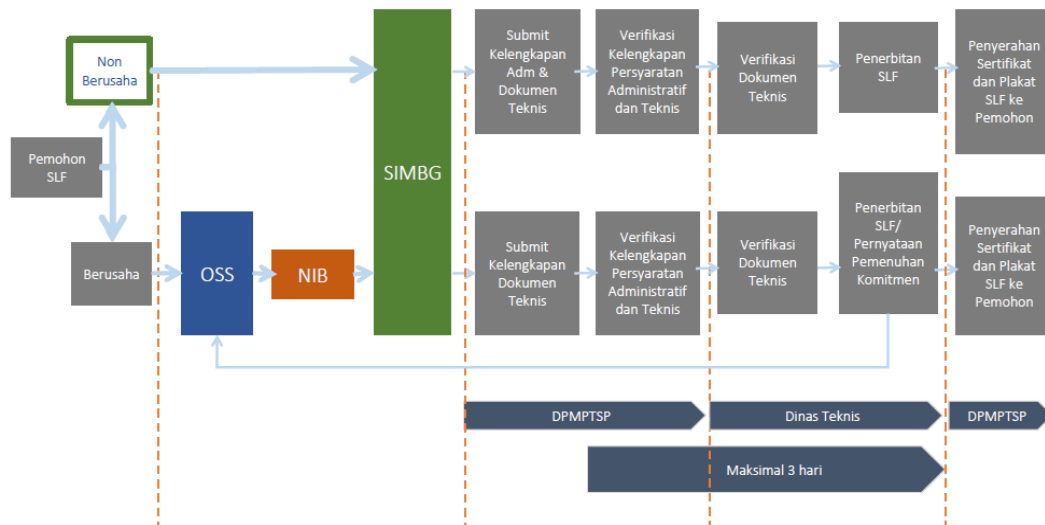 Non
Berusaha
Pemohon
SLF
Berusaha
OSS
NIB
SIMBG
Submit
Kelengkapan
Adm &
Dokumen
Teknis
Verifikasi
Kelengkapan
Persyaratan
Administratif
dan Teknis
Verifikasi
Dokumen
Teknis
Penerbitan
SLF
Penyerahan
Sertifikat
dan Plakat
SLF ke
Pemohon
Submit
Kelengkapan
Dokumen
Teknis
Verifikasi
Kelengkapan
Persyaratan
Administratif
dan Teknis
Verifikasi
Dokumen
Teknis
Penerbitan
SLF/
Pernyataan
Pemenuhan
Komitmen
Penyerahan
Sertifikat
dan Plakat
SLF ke
Pemohon
DPMPTSP
Dinas Teknis
DPMPTSP
Maksimal 3 hari